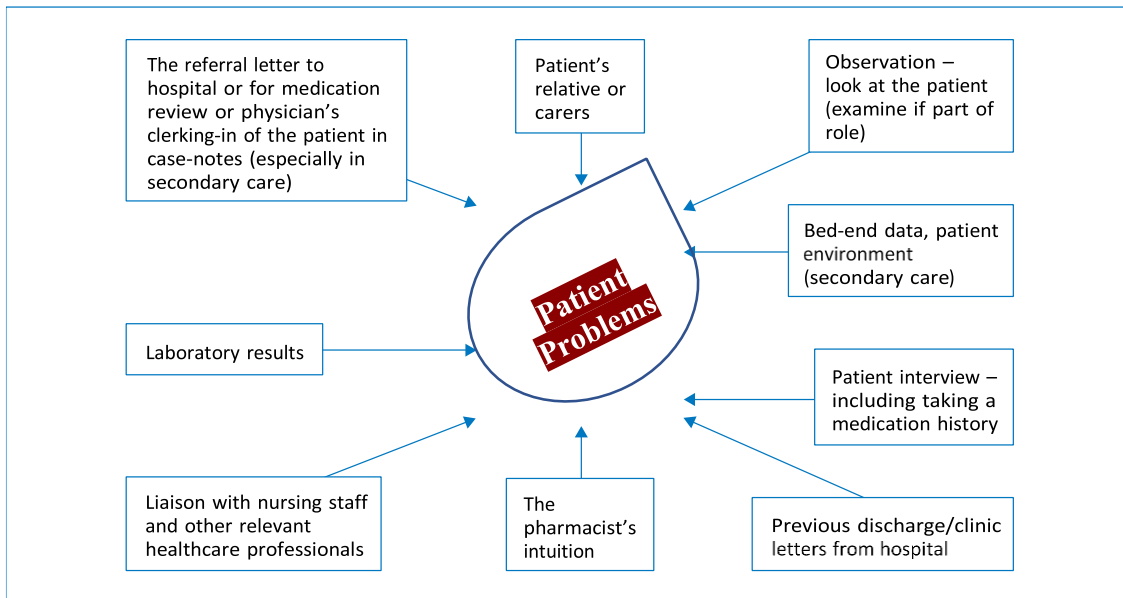 The referral letter to
hospital or for medication
review or physician’s
clerking-in of the patient in
case-notes (especially in
secondary care)
Patient’s
relative or
carers
Observation –
look at the patient
(examine if part of
role)
Bed-end data, patient
environment
(secondary care)
Patient
Problems
Laboratory results
Patient interview –
including taking a
medication history
Liaison with nursing staff
and other relevant
healthcare professionals
The
pharmacist’s
intuition
Previous discharge/clinic
letters from hospital